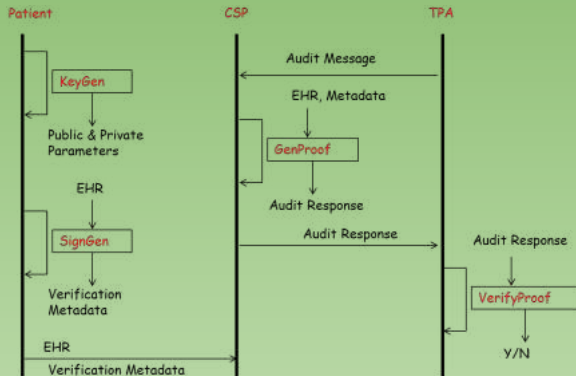 Patient
CSP
TPA
KeyGen
Public & Private
Parameters
EHR
SignGen
Verification
Metadata
EHR
Verification Metadata
Audit Message
EHR, Metadata
GenProof
Audit Response
Audit Response
Audit Response
VerifyProof
Y/N